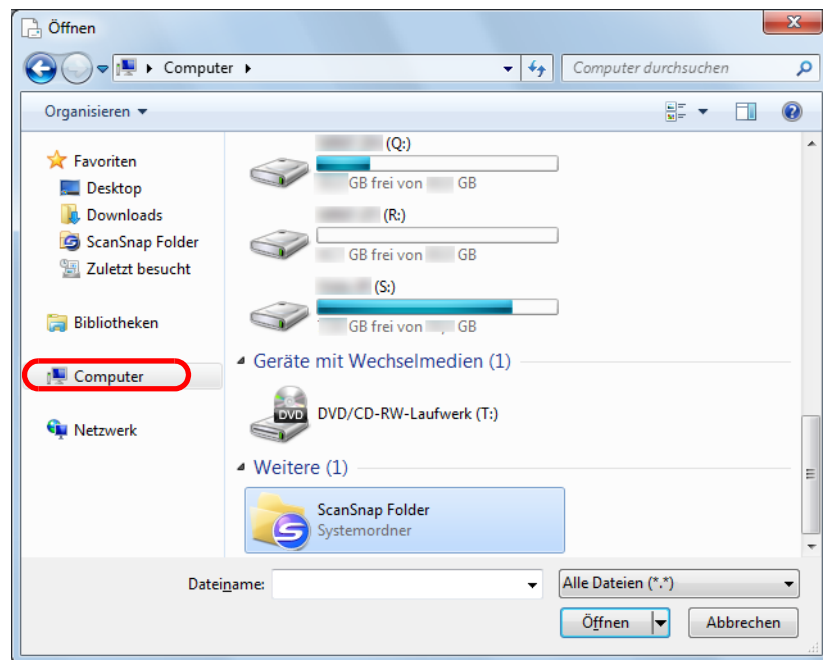 Öffnen
Computer
Computer durchsuchen
Organisieren
Favoriten
Desktop
Downloads
ScanSnap Folder
Zuletzt besucht
Bibliotheken
Computer
Netzwerk
(Q:)
GB frei von GB
(R:)
GB frei von GB
(S:)
GB frei von GB
Geräte mit Wechselmedien (1)
DVD
DVD/CD-RW-Laufwerk (T:)
Weitere (1)
S
ScanSnap Folder
Systemordner
Dateiname:
Alle Dateien (*.*)
Öffnen
Abbrechen